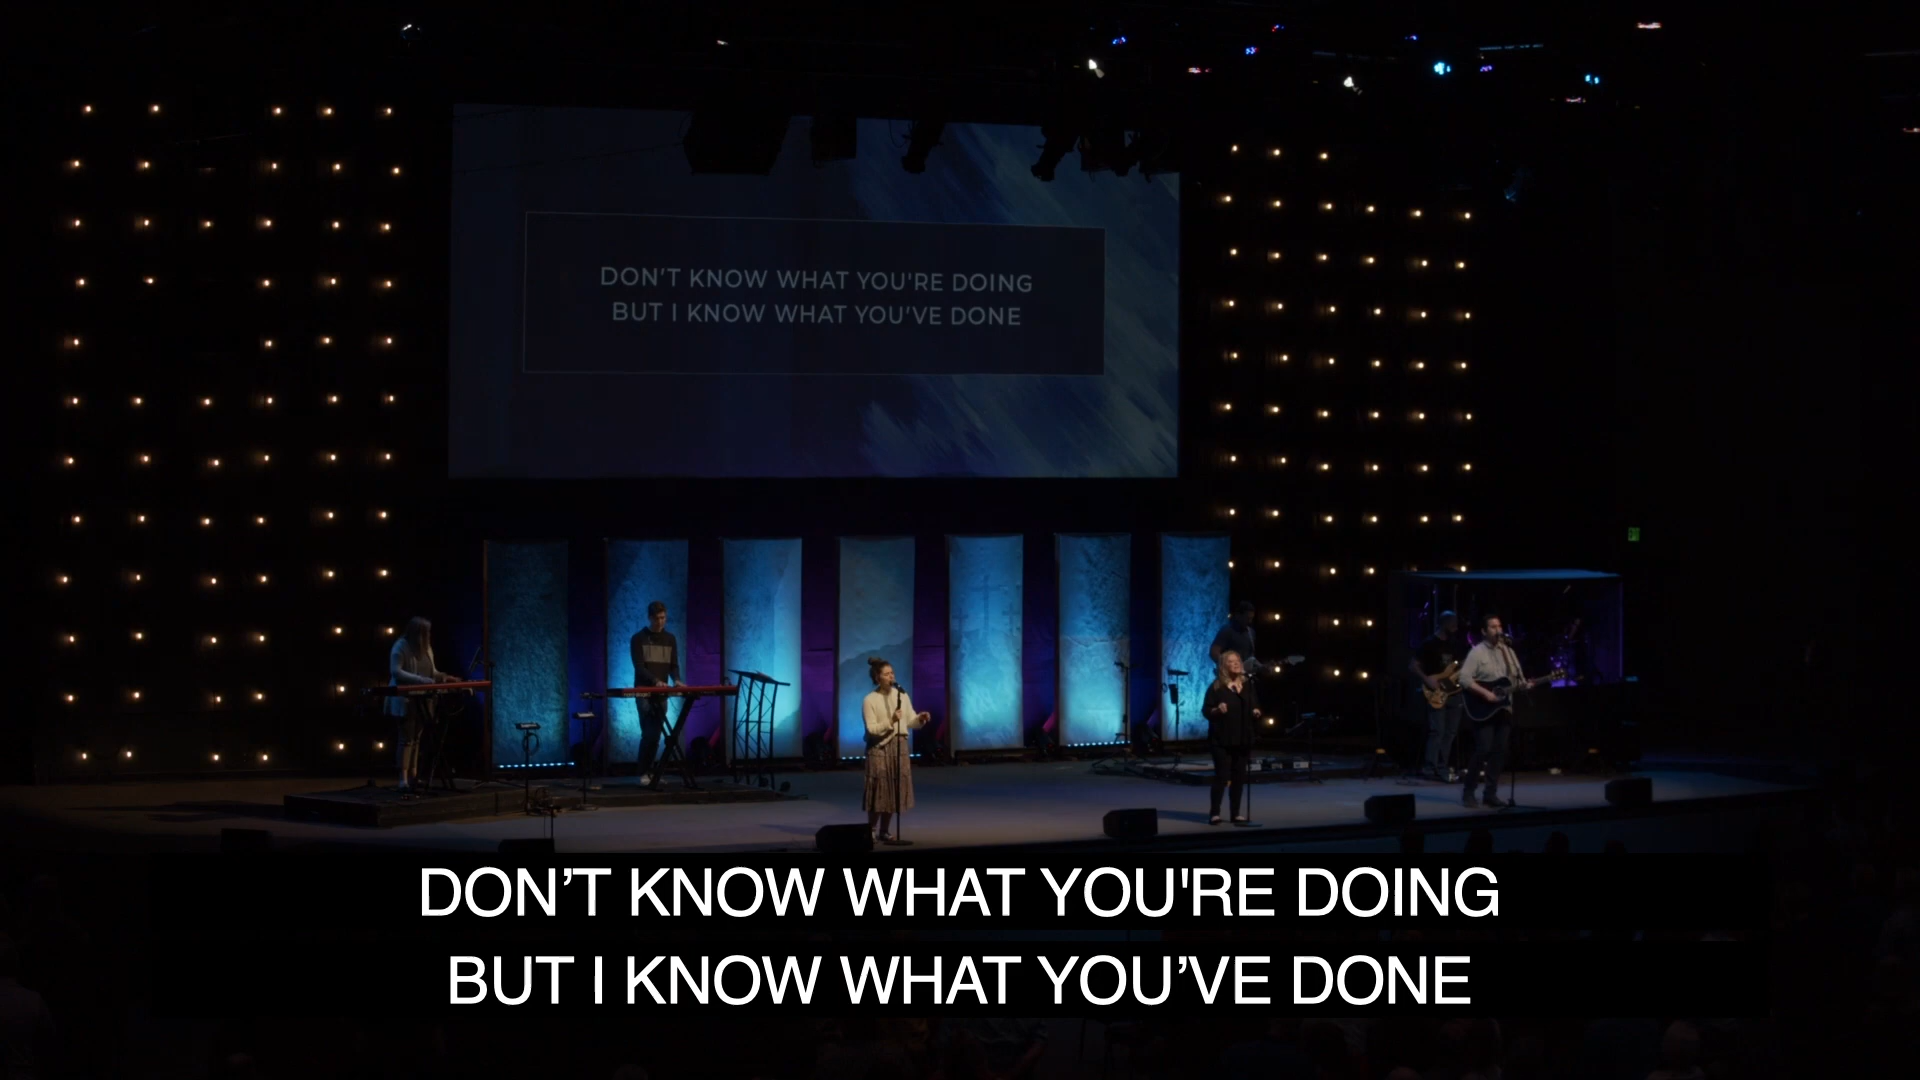 DON'T KNOW WHAT YOU'RE DOING
BUT I KNOW WHAT YOU'VE DONE
DON’T KNOW WHAT YOU'RE DOING
BUT I KNOW WHAT YOU’VE DONE